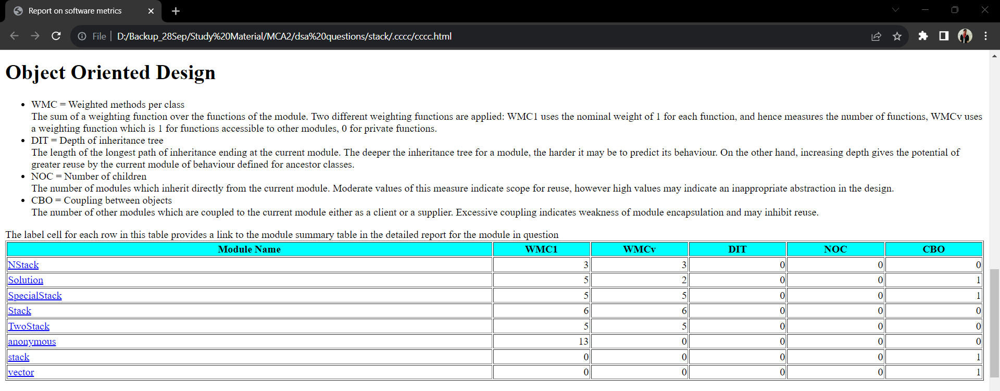 Report on software metrics
File D:/Backup_28Sep/Study%20Material/MCA2/dsa%20questions/stack/.cccc/cccc.html
Object Oriented Design
• WMC = Weighted methods per class
The sum of a weighting function over the functions of the module. Two different weighting functions are applied: WMC1 uses the nominal weight of 1 for each function, and hence measures the number of functions, WMCv uses
a weighting function which is 1 for functions accessible to other modules, 0 for private functions.
• DIT = Depth of inheritance tree
The length of the longest path of inheritance ending at the current module. The deeper the inheritance tree for a module, the harder it may be to predict its behaviour. On the other hand, increasing depth gives the potential of
greater reuse by the current module of behaviour defined for ancestor classes.
• NOC = Number of children
The number of modules which inherit directly from the current module. Moderate values of this measure indicate scope for reuse, however high values may indicate an inappropriate abstraction in the design.
• CBO = Coupling between objects
The number of other modules which are coupled to the current module either as a client or a supplier. Excessive coupling indicates weakness of module encapsulation and may inhibit reuse.
The label cell for each row in this table provides a link to the module summary table in the detailed report for the module in question
Module Name WMC1 WMCv DIT NOC CBO
NStack 3 3 0 0 0
Solution 5 2 0 0 1
SpecialStack 5 5 0 0 1
Stack 6 6 0 0 0
TwoStack 5 5 0 0 0
anonymous 13 0 0 0 0
stack 0 0 0 0 1
vector 0 0 0 0 1